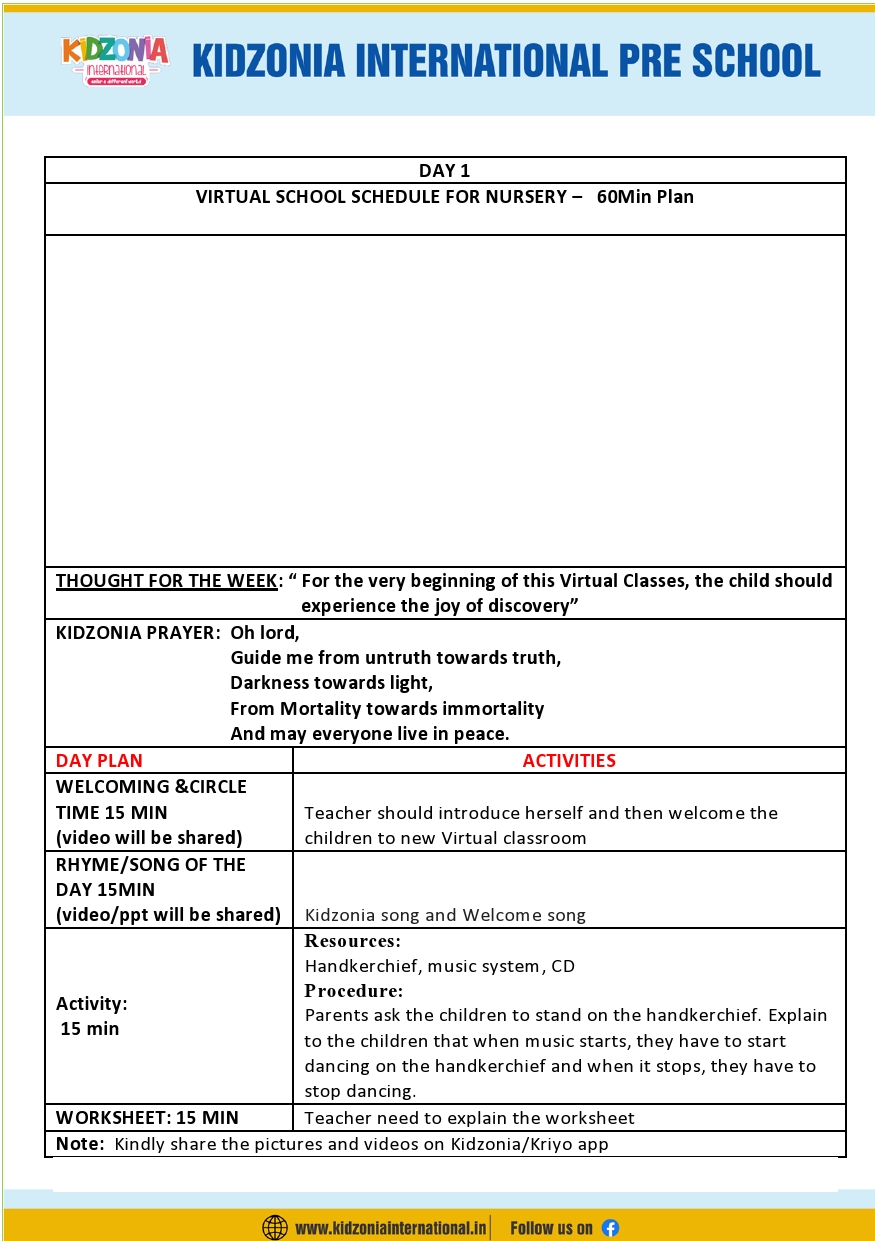 KIDZONIA
international
KIDZONIA INTERNATIONAL PRE SCHOOL
DAY 1
VIRTUAL SCHOOL SCHEDULE FOR NURSERY – 60Min Plan
THOUGHT FOR THE WEEK: “ For the very beginning of this Virtual Classes, the child should
experience the joy of discovery”
KIDZONIA PRAYER: Oh lord,
Guide me from untruth towards truth,
Darkness towards light,
From Mortality towards immortality
And may everyone live in peace.
DAY PLAN ACTIVITIES
WELCOMING &CIRCLE
TIME 15 MIN
(video will be shared)
Teacher should introduce herself and then welcome the
children to new Virtual classroom
RHYME/SONG OF THE
DAY 15MIN
(video/ppt will be shared)
Kidzonia song and Welcome song
Activity:
15 min
Resources:
Handkerchief, music system, CD
Procedure:
Parents ask the children to stand on the handkerchief. Explain
to the children that when music starts, they have to start
dancing on the handkerchief and when it stops, they have to
stop dancing.
WORKSHEET: 15 MIN
Teacher need to explain the worksheet
Note: Kindly share the pictures and videos on Kidzonia/Kriyo app
www.kidzoniainternational.in Follow us on